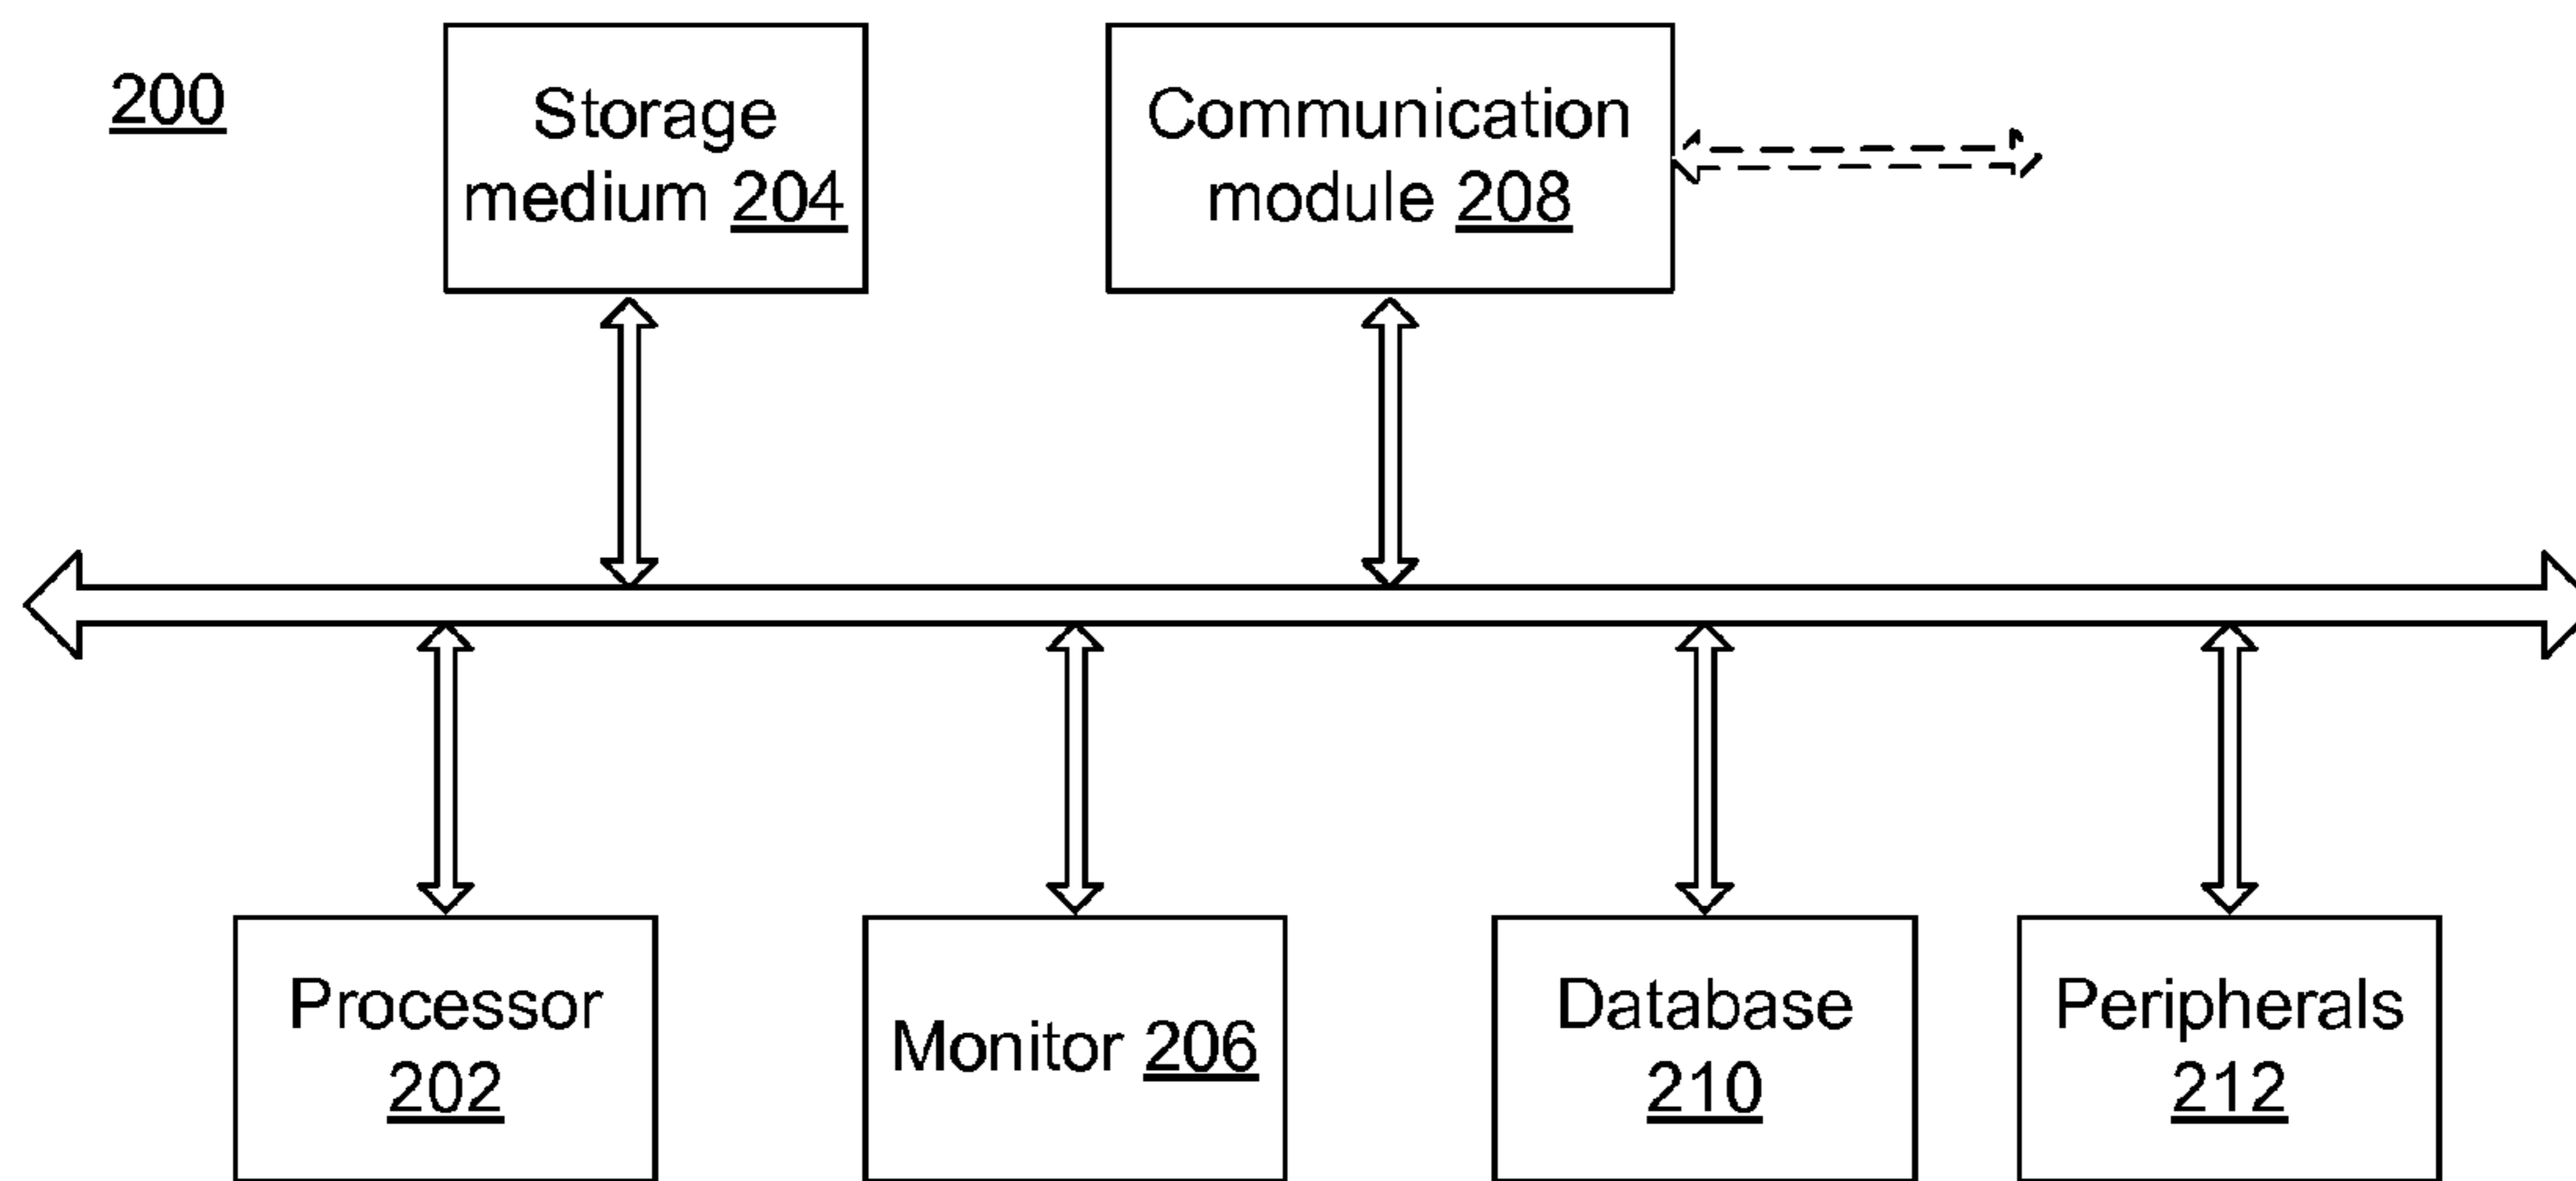 200
Storage
medium 204
Communication
module 208
Processor
202
Monitor 206
Database
210
Peripherals
212